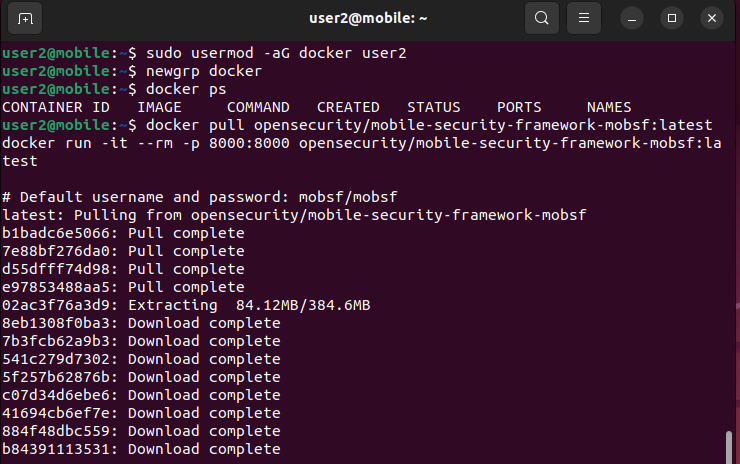 user2@mobile: ~
user2@mobile:~$ sudo usermod -aG docker user2
user2@mobile:~$ newgrp docker
user2@mobile:~$ docker ps
CONTAINER ID   IMAGE     COMMAND   CREATED   STATUS    PORTS     NAMES
user2@mobile:~$ docker pull opensecurity/mobile-security-framework-mobsf:latest
docker run -it --rm -p 8000:8000 opensecurity/mobile-security-framework-mobsf:la
test
# Default username and password: mobsf/mobsf
latest: Pulling from opensecurity/mobile-security-framework-mobsf
b1badc6e5066: Pull complete
7e88bf276da0: Pull complete
d55dfff74d98: Pull complete
e97853488aa5: Pull complete
02ac3f76a3d9: Extracting  84.12MB/384.6MB
8eb1308f0ba3: Download complete
7b3fcb62a9b3: Download complete
541c279d7302: Download complete
5f257b62876b: Download complete
c07d34d6ebe6: Download complete
41694cb6ef7e: Download complete
884f48dbc559: Download complete
b84391113531: Download complete